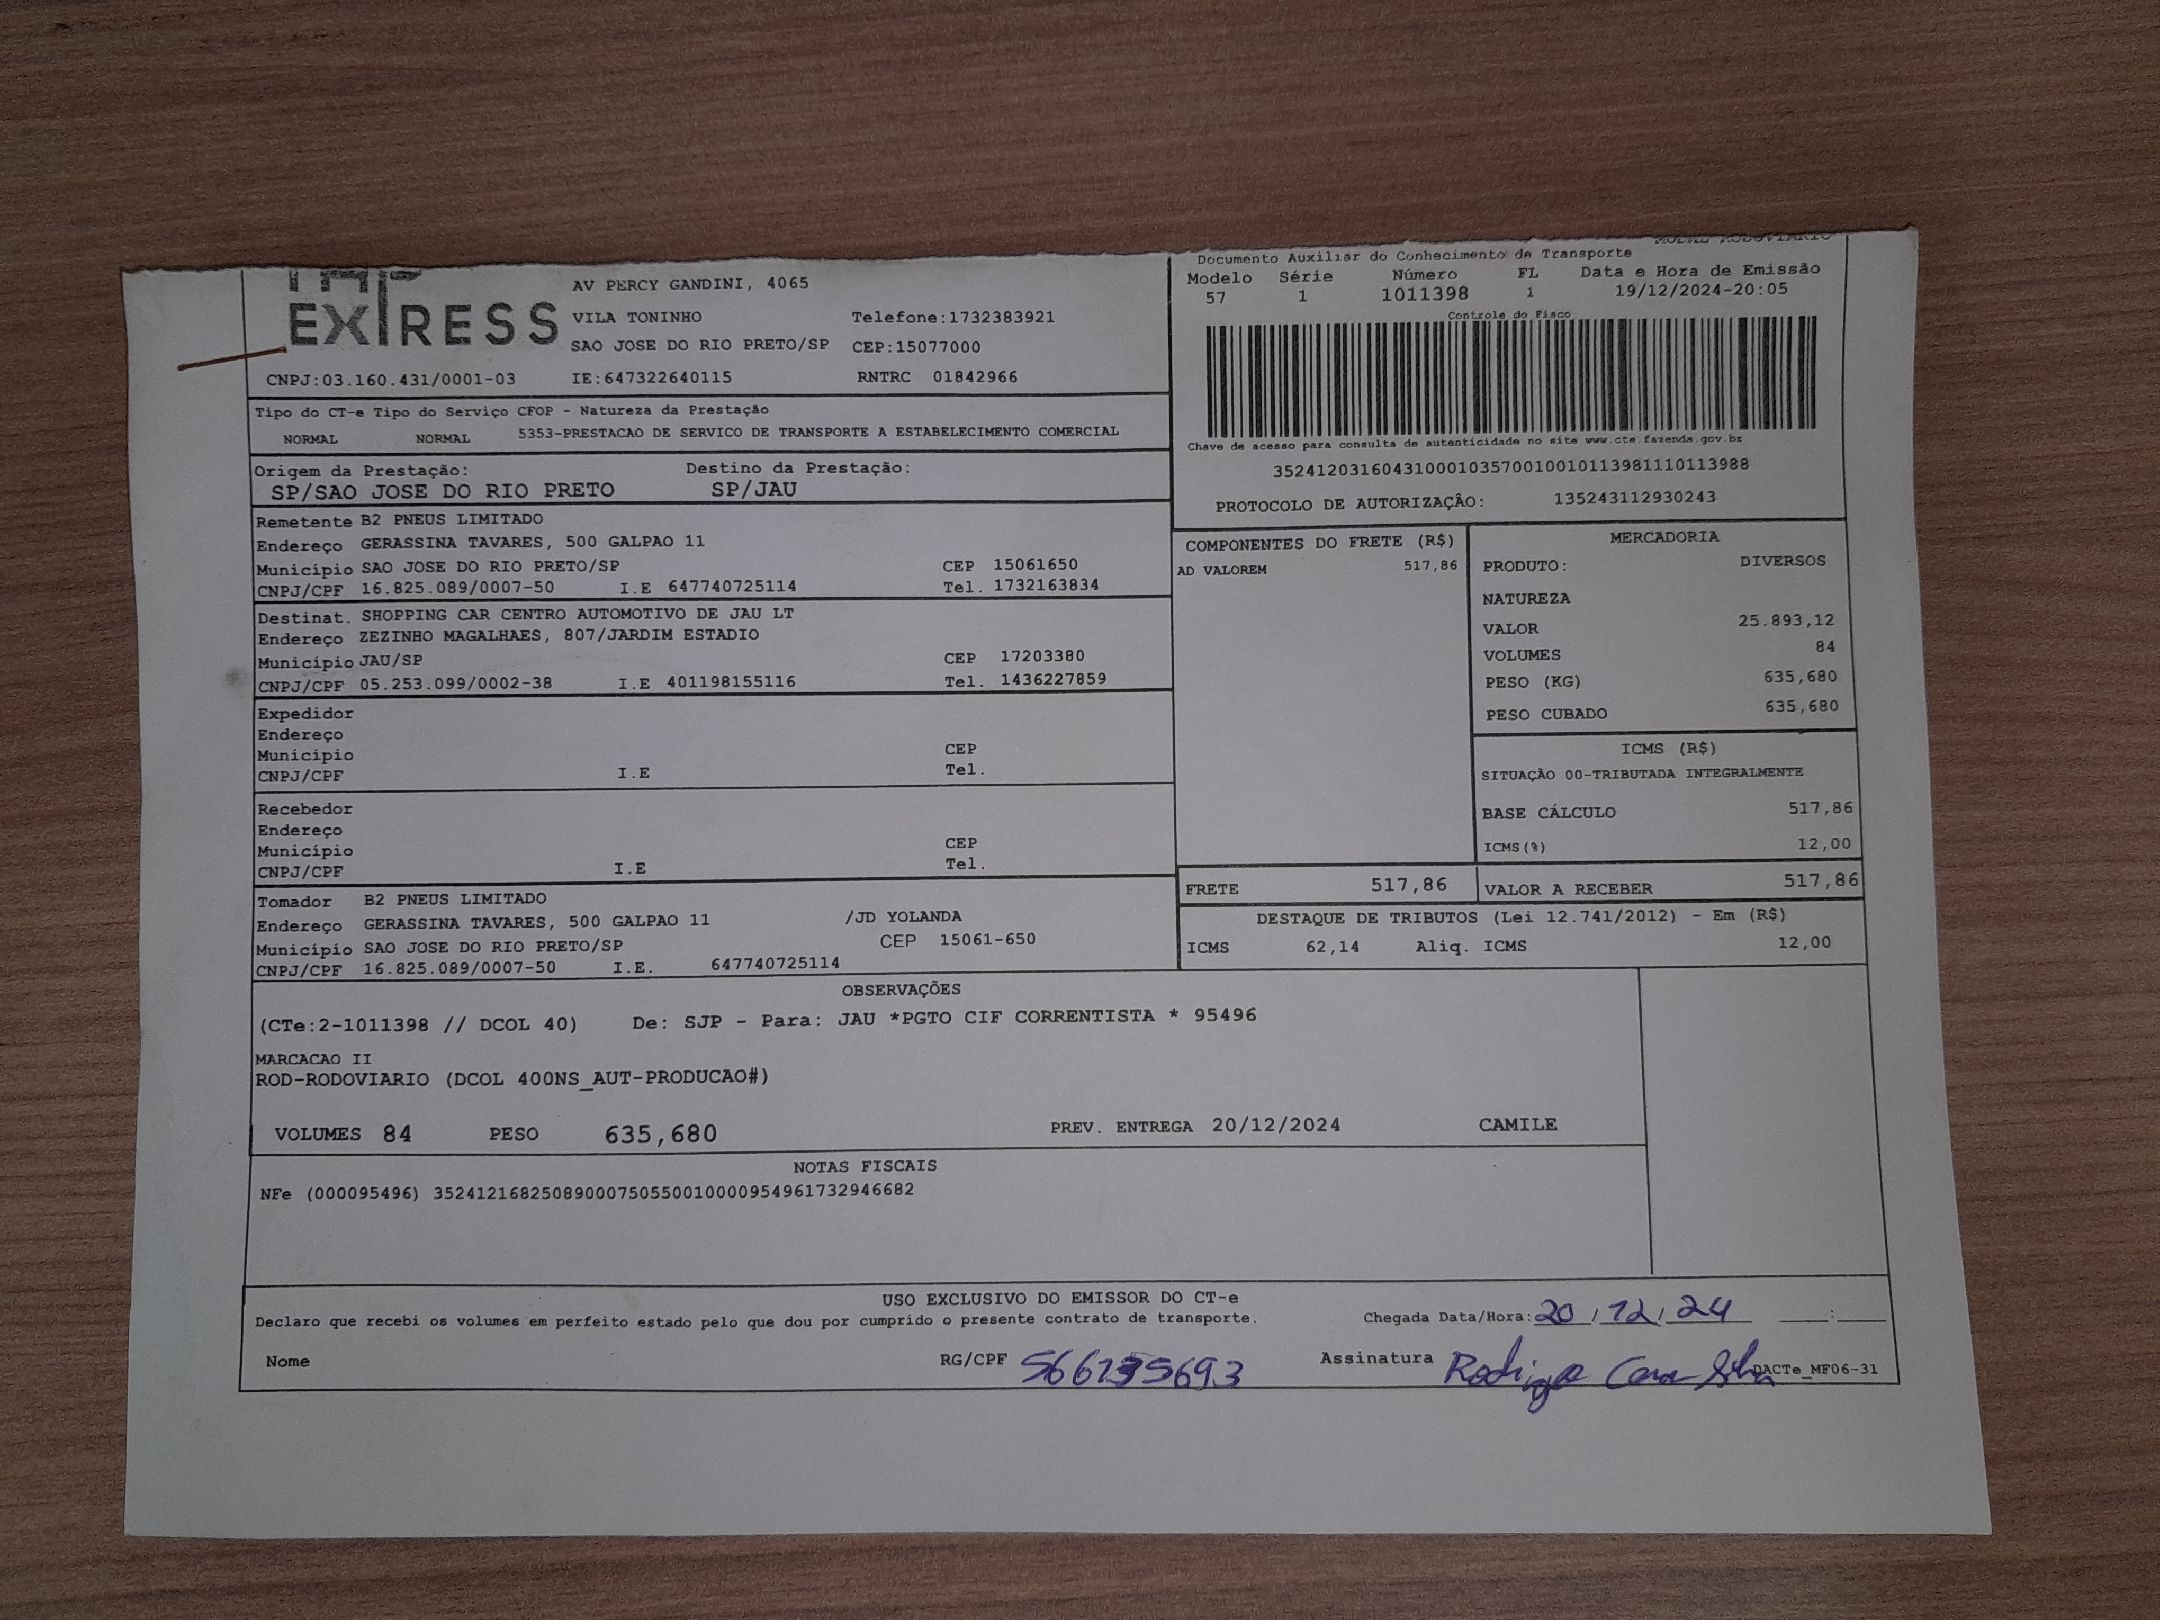 EXPRESS
AV PERCY GANDINI, 4065
VILA TONINHO Telefone:1732383921
SAO JOSE DO RIO PRETO/SP CEP:15077000
CNPJ:03.160.431/0001-03 IE:647322640115 RNTRC 01842966
MODAL RODOVIARIO
Documento Auxiliar do Conhecimento de Transporte
Modelo Série Número FL Data e Hora de Emissão
57 1 1011398 1 19/12/2024-20:05
Controle do Fisco
Chave de acesso para consulta de autenticidade no site www.cte.fazenda.gov.br
35241203160431000103570010010113981110113988
PROTOCOLO DE AUTORIZAÇÃO: 135243112930243
Tipo do CT-e Tipo do Serviço CFOP - Natureza da Prestação
NORMAL NORMAL 5353-PRESTACAO DE SERVICO DE TRANSPORTE A ESTABELECIMENTO COMERCIAL
Origem da Prestação: Destino da Prestação:
SP/SAO JOSE DO RIO PRETO SP/JAU
Remetente B2 PNEUS LIMITADO
Endereço GERASSINA TAVARES, 500 GALPAO 11
Município SAO JOSE DO RIO PRETO/SP CEP 15061650
CNPJ/CPF 16.825.089/0007-50 I.E 647740725114 Tel. 1732163834
Destinat. SHOPPING CAR CENTRO AUTOMOTIVO DE JAU LT
Endereço ZEZINHO MAGALHAES, 807/JARDIM ESTADIO
Município JAU/SP CEP 17203380
CNPJ/CPF 05.253.099/0002-38 I.E 401198155116 Tel. 1436227859
Expedidor
Endereço
Município CEP
CNPJ/CPF I.E Tel.
Recebedor
Endereço
Município CEP
CNPJ/CPF I.E Tel.
Tomador B2 PNEUS LIMITADO
Endereço GERASSINA TAVARES, 500 GALPAO 11 /JD YOLANDA
Município SAO JOSE DO RIO PRETO/SP CEP 15061-650
CNPJ/CPF 16.825.089/0007-50 I.E. 647740725114
COMPONENTES DO FRETE (R$)
AD VALOREM 517,86
MERCADORIA
PRODUTO: DIVERSOS
NATUREZA
VALOR 25.893,12
VOLUMES 84
PESO (KG) 635,680
PESO CUBADO 635,680
ICMS (R$)
SITUAÇÃO 00-TRIBUTADA INTEGRALMENTE
BASE CÁLCULO 517,86
ICMS(%) 12,00
FRETE 517,86 VALOR A RECEBER 517,86
DESTAQUE DE TRIBUTOS (Lei 12.741/2012) - Em (R$)
ICMS 62,14 Aliq. ICMS 12,00
OBSERVAÇÕES
(CTe:2-1011398 // DCOL 40) De: SJP - Para: JAU *PGTO CIF CORRENTISTA * 95496
MARCACAO II
ROD-RODOVIARIO (DCOL 400NS_AUT-PRODUCAO#)
VOLUMES 84 PESO 635,680 PREV. ENTREGA 20/12/2024 CAMILE
NOTAS FISCAIS
NFe (000095496) 35241216825089000750550010000954961732946682
USO EXCLUSIVO DO EMISSOR DO CT-e
Declaro que recebi os volumes em perfeito estado pelo que dou por cumprido o presente contrato de transporte. Chegada Data/Hora: 20/12/24 ____:____
Nome RG/CPF Assinatura Rodrigo DACTe_MF06-31